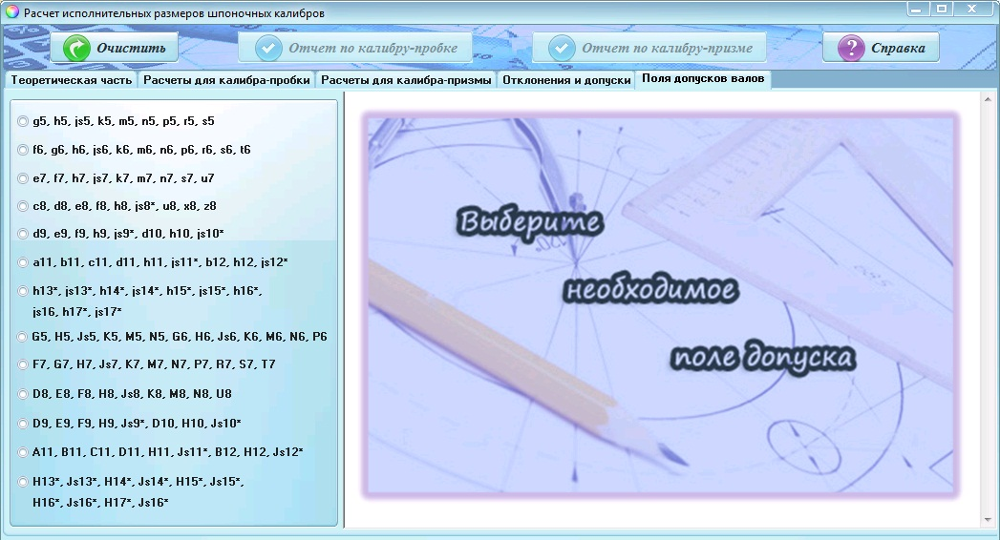 Расчет исполнительных размеров шпоночных калибров
Очистить
Отчет по калибру-пробке
Отчет по калибру-призме
Справка
Теоретическая часть
Расчеты для калибра-пробки
Расчеты для калибра-призмы
Отклонения и допуски
Поля допусков валов
g5, h5, js5, k5, m5, n5, p5, r5, s5
f6, g6, h6, js6, k6, m6, n6, p6, r6, s6, t6
e7, f7, h7, js7, k7, m7, n7, s7, u7
c8, d8, e8, f8, h8, js8*, u8, x8, z8
d9, e9, f9, h9, js9*, d10, h10, js10*
a11, b11, c11, d11, h11, js11*, b12, h12, js12*
h13*, js13*, h14*, js14*, h15*, js15*, h16*,
js16, h17*, js17*
G5, H5, Js5, K5, M5, N5, G6, H6, Js6, K6, M6, N6, P6
F7, G7, H7, Js7, K7, M7, N7, P7, R7, S7, T7
D8, E8, F8, H8, Js8, K8, M8, N8, U8
D9, E9, F9, H9, Js9*, D10, H10, Js10*
A11, B11, C11, D11, H11, Js11*, B12, H12, Js12*
H13*, Js13*, H14*, Js14*, H15*, Js15*,
H16*, Js16*, H17*, Js16*
Выберите
необходимое
поле допуска